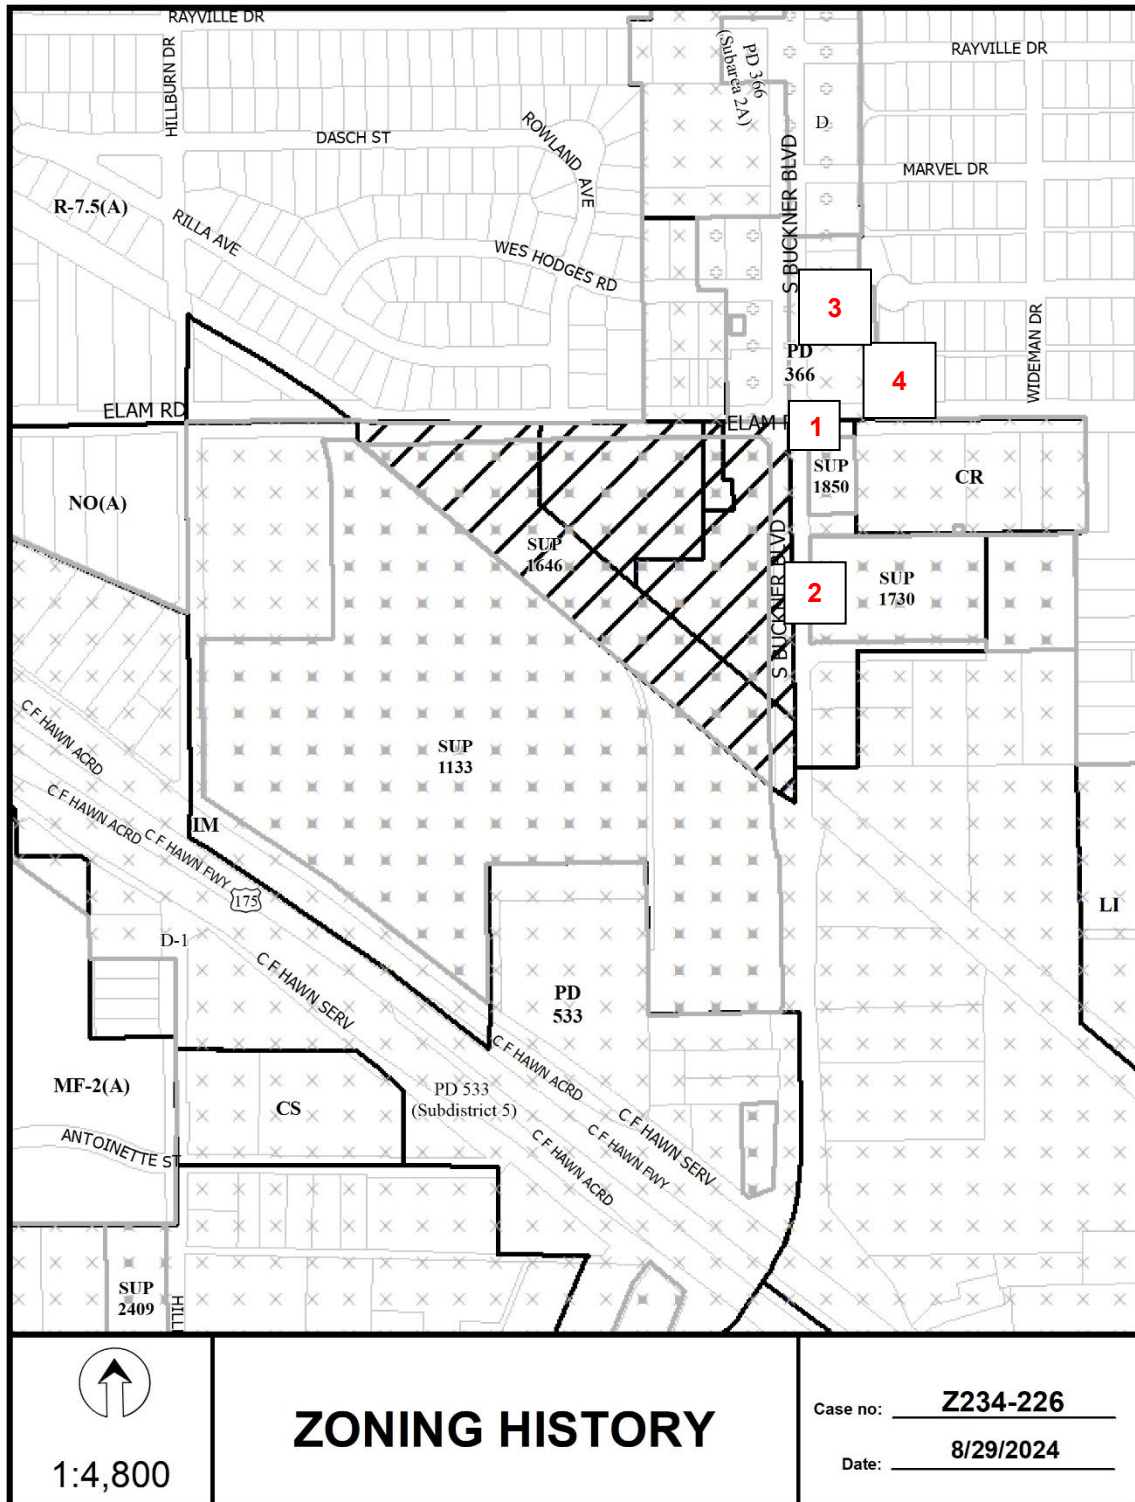 RAYVILLE DR
HILLBURN DR
DASCH ST
ROWLAND AVE
PD 366
(Subarea 2A)
RAYVILLE DR
D
S BUCKNER BLVD
MARVEL DR
R-7.5(A)
RILLA AVE
WES HODGES RD
3
WIDEMAN DR
PD
366
4
ELAM RD
ELAM R
1
SUP
1850
CR
NO(A)
SUP
1646
S BUCKNER BLVD
2
SUP
1730
C F HAWN ACRD
SUP
1133
C F HAWN ACRD
IM
C F HAWN FWY
175
LI
D-1
C F HAWN SERV
PD
533
C F HAWN ACRD
MF-2(A)
CS
PD 533
(Subdistrict 5)
C F HAWN SERV
C F HAWN FWY
C F HAWN ACRD
ANTOINETTE ST
SUP
2409
HILL
1:4,800
ZONING HISTORY
Case no: Z234-226
Date: 8/29/2024